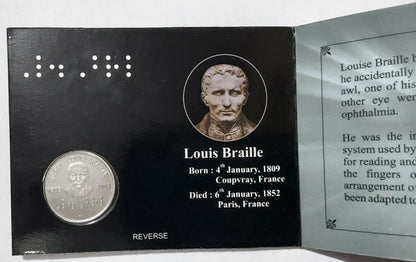 Louis Braille
Born : 4th January, 1809
Coupvray, France
Died : 6th January, 1852
Paris, France
REVERSE
Louise Braille b
he accidentally
awl, one of his
other eye wer
ophthalmia.
He was the in
system used by
for reading and
the fingers o
arrangement o
been adapted to